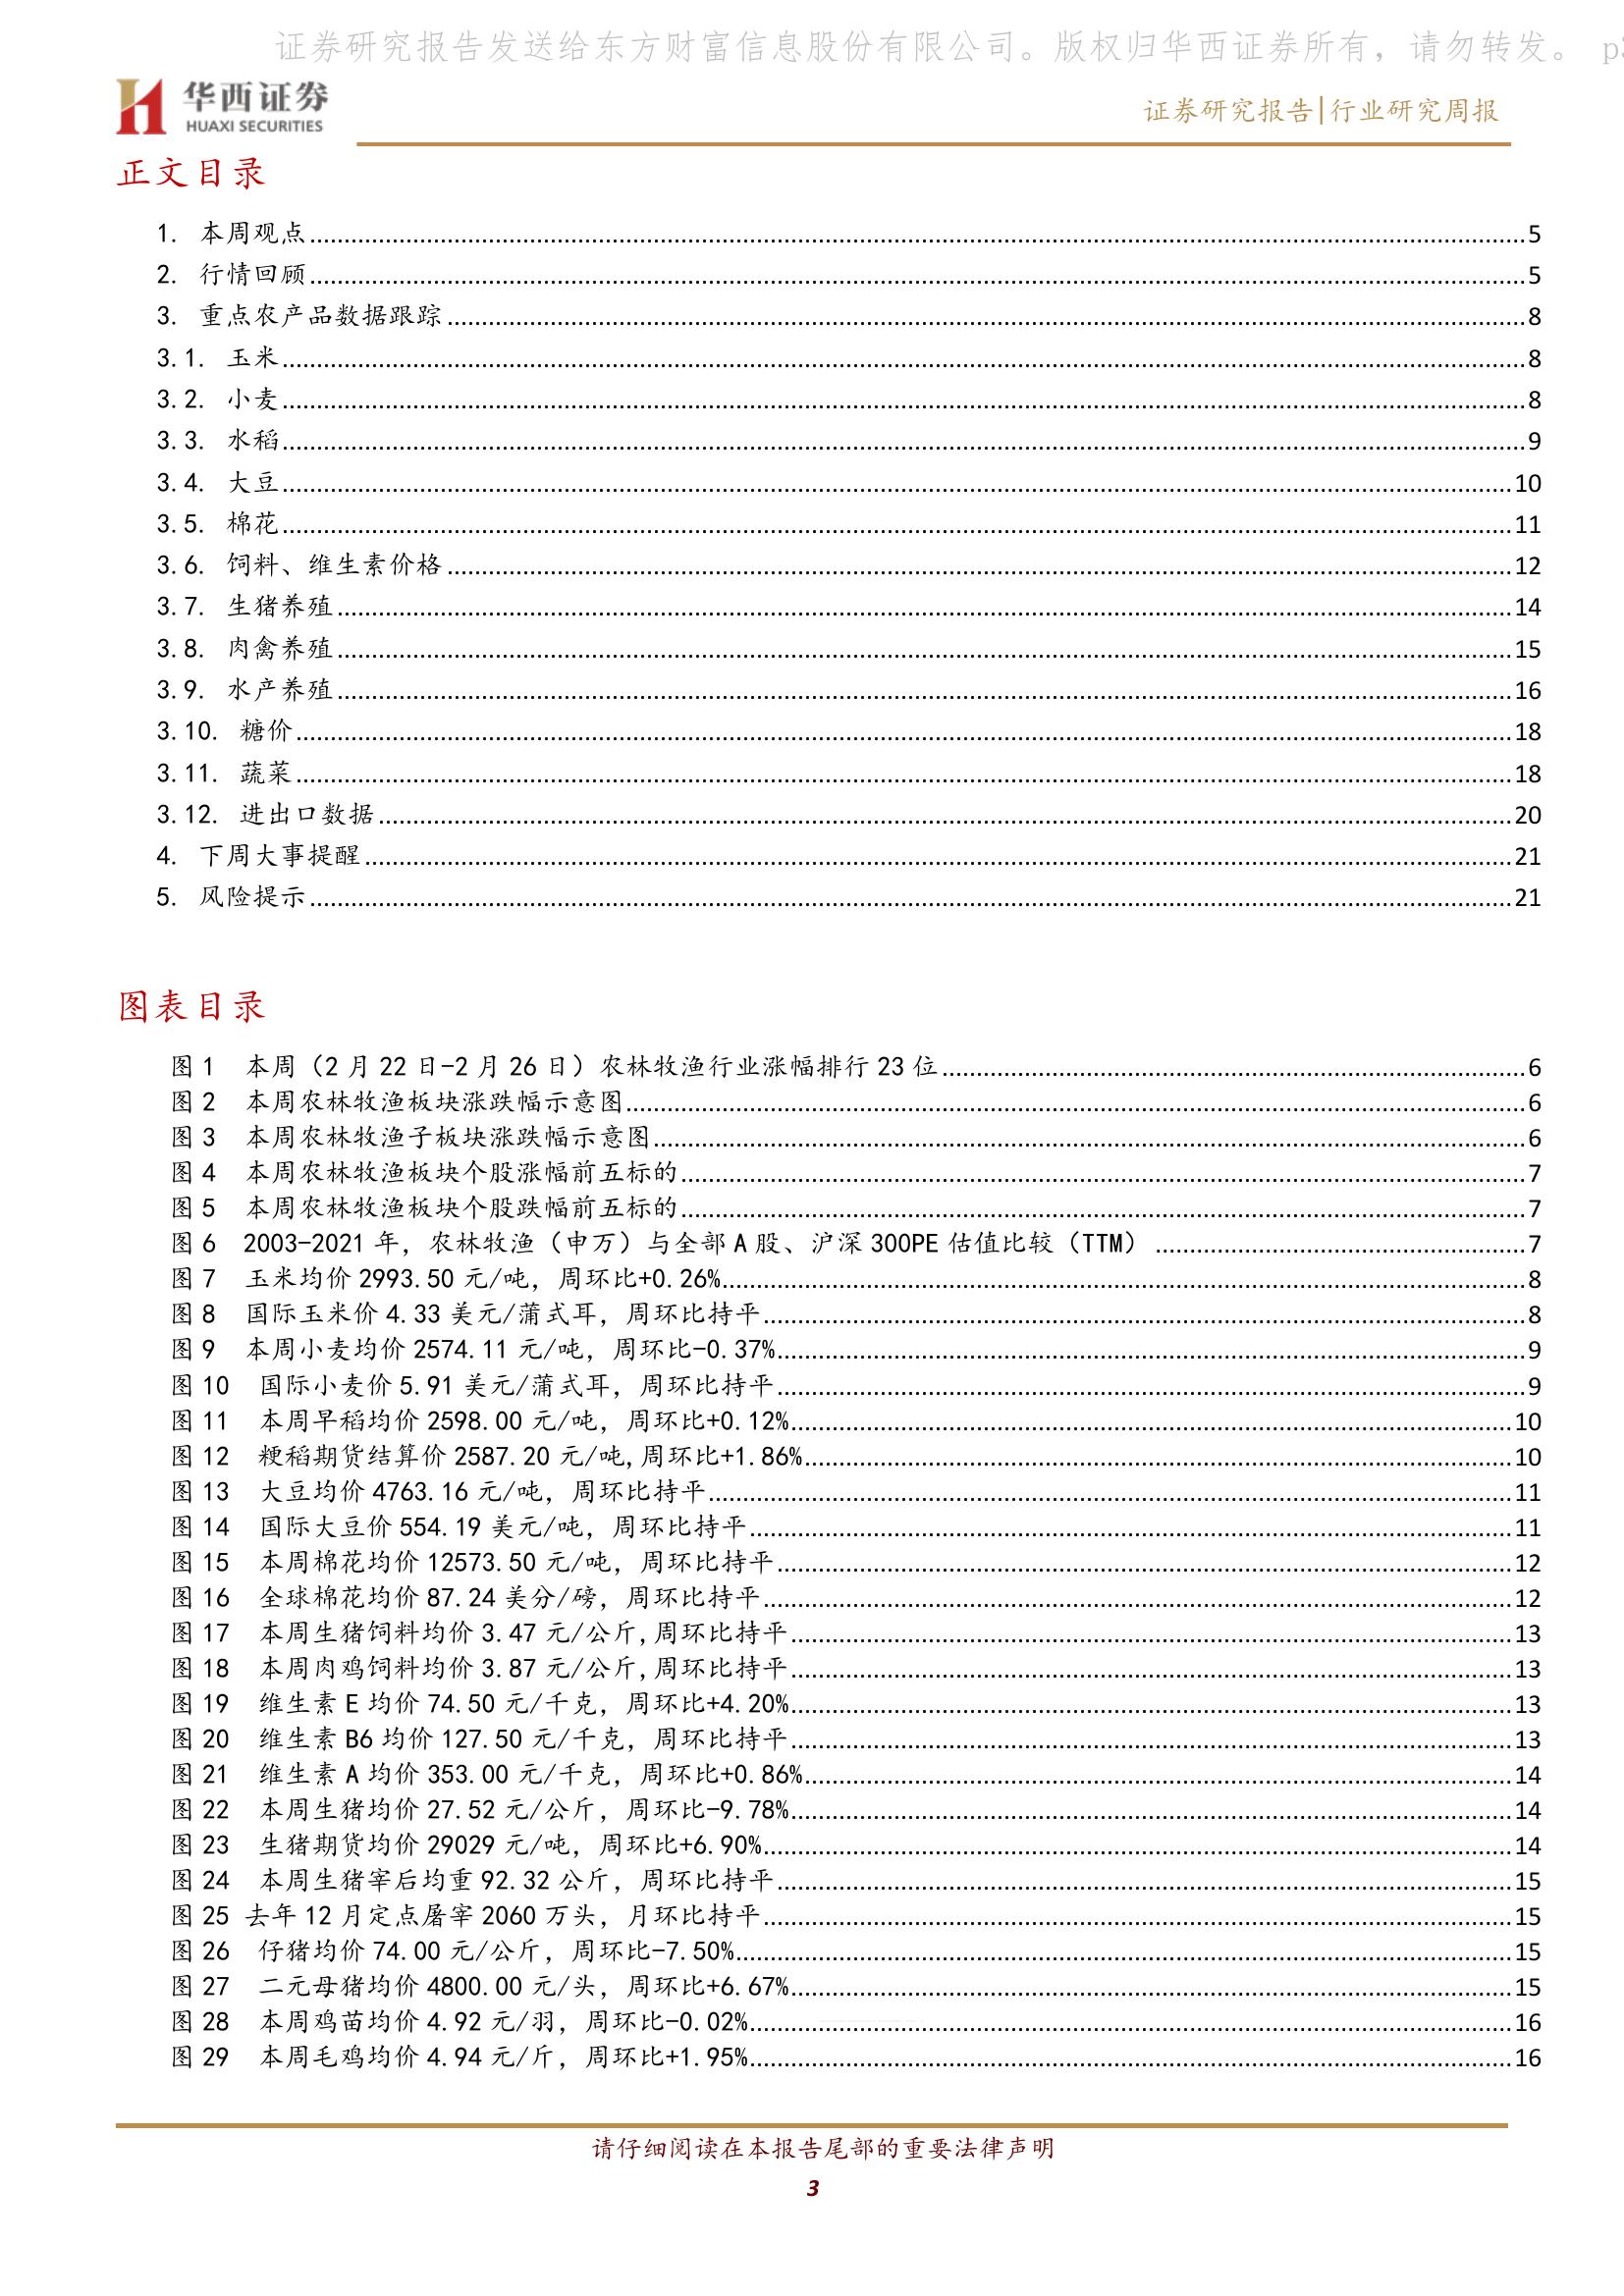 证券研究报告发送给东方财富信息股份有限公司。版权归华西证券所有，请勿转发。 p3
华西证券
HUAXI SECURITIES
证券研究报告|行业研究周报
正文目录
1. 本周观点 5
2. 行情回顾 5
3. 重点农产品数据跟踪 8
3.1. 玉米 8
3.2. 小麦 8
3.3. 水稻 9
3.4. 大豆 10
3.5. 棉花 11
3.6. 饲料、维生素价格 12
3.7. 生猪养殖 14
3.8. 肉禽养殖 15
3.9. 水产养殖 16
3.10. 糖价 18
3.11. 蔬菜 18
3.12. 进出口数据 20
4. 下周大事提醒 21
5. 风险提示 21
图表目录
图 1 本周（2 月 22 日-2 月 26 日）农林牧渔行业涨幅排行 23 位 6
图 2 本周农林牧渔板块涨跌幅示意图 6
图 3 本周农林牧渔子板块涨跌幅示意图 6
图 4 本周农林牧渔板块个股涨幅前五标的 7
图 5 本周农林牧渔板块个股跌幅前五标的 7
图 6 2003-2021 年，农林牧渔（申万）与全部 A 股、沪深 300PE 估值比较（TTM） 7
图 7 玉米均价 2993.50 元/吨，周环比+0.26% 8
图 8 国际玉米价 4.33 美元/蒲式耳，周环比持平 8
图 9 本周小麦均价 2574.11 元/吨，周环比-0.37% 9
图 10 国际小麦价 5.91 美元/蒲式耳，周环比持平 9
图 11 本周早稻均价 2598.00 元/吨，周环比+0.12% 10
图 12 粳稻期货结算价 2587.20 元/吨,周环比+1.86% 10
图 13 大豆均价 4763.16 元/吨，周环比持平 11
图 14 国际大豆价 554.19 美元/吨，周环比持平 11
图 15 本周棉花均价 12573.50 元/吨，周环比持平 12
图 16 全球棉花均价 87.24 美分/磅，周环比持平 12
图 17 本周生猪饲料均价 3.47 元/公斤,周环比持平 13
图 18 本周肉鸡饲料均价 3.87 元/公斤,周环比持平 13
图 19 维生素 E 均价 74.50 元/千克，周环比+4.20% 13
图 20 维生素 B6 均价 127.50 元/千克，周环比持平 13
图 21 维生素 A 均价 353.00 元/千克，周环比+0.86% 14
图 22 本周生猪均价 27.52 元/公斤，周环比-9.78% 14
图 23 生猪期货均价 29029 元/吨，周环比+6.90% 14
图 24 本周生猪宰后均重 92.32 公斤，周环比持平 15
图 25 去年 12 月定点屠宰 2060 万头，月环比持平 15
图 26 仔猪均价 74.00 元/公斤，周环比-7.50% 15
图 27 二元母猪均价 4800.00 元/头，周环比+6.67% 15
图 28 本周鸡苗均价 4.92 元/羽，周环比-0.02% 16
图 29 本周毛鸡均价 4.94 元/斤，周环比+1.95% 16
请仔细阅读在本报告尾部的重要法律声明
3